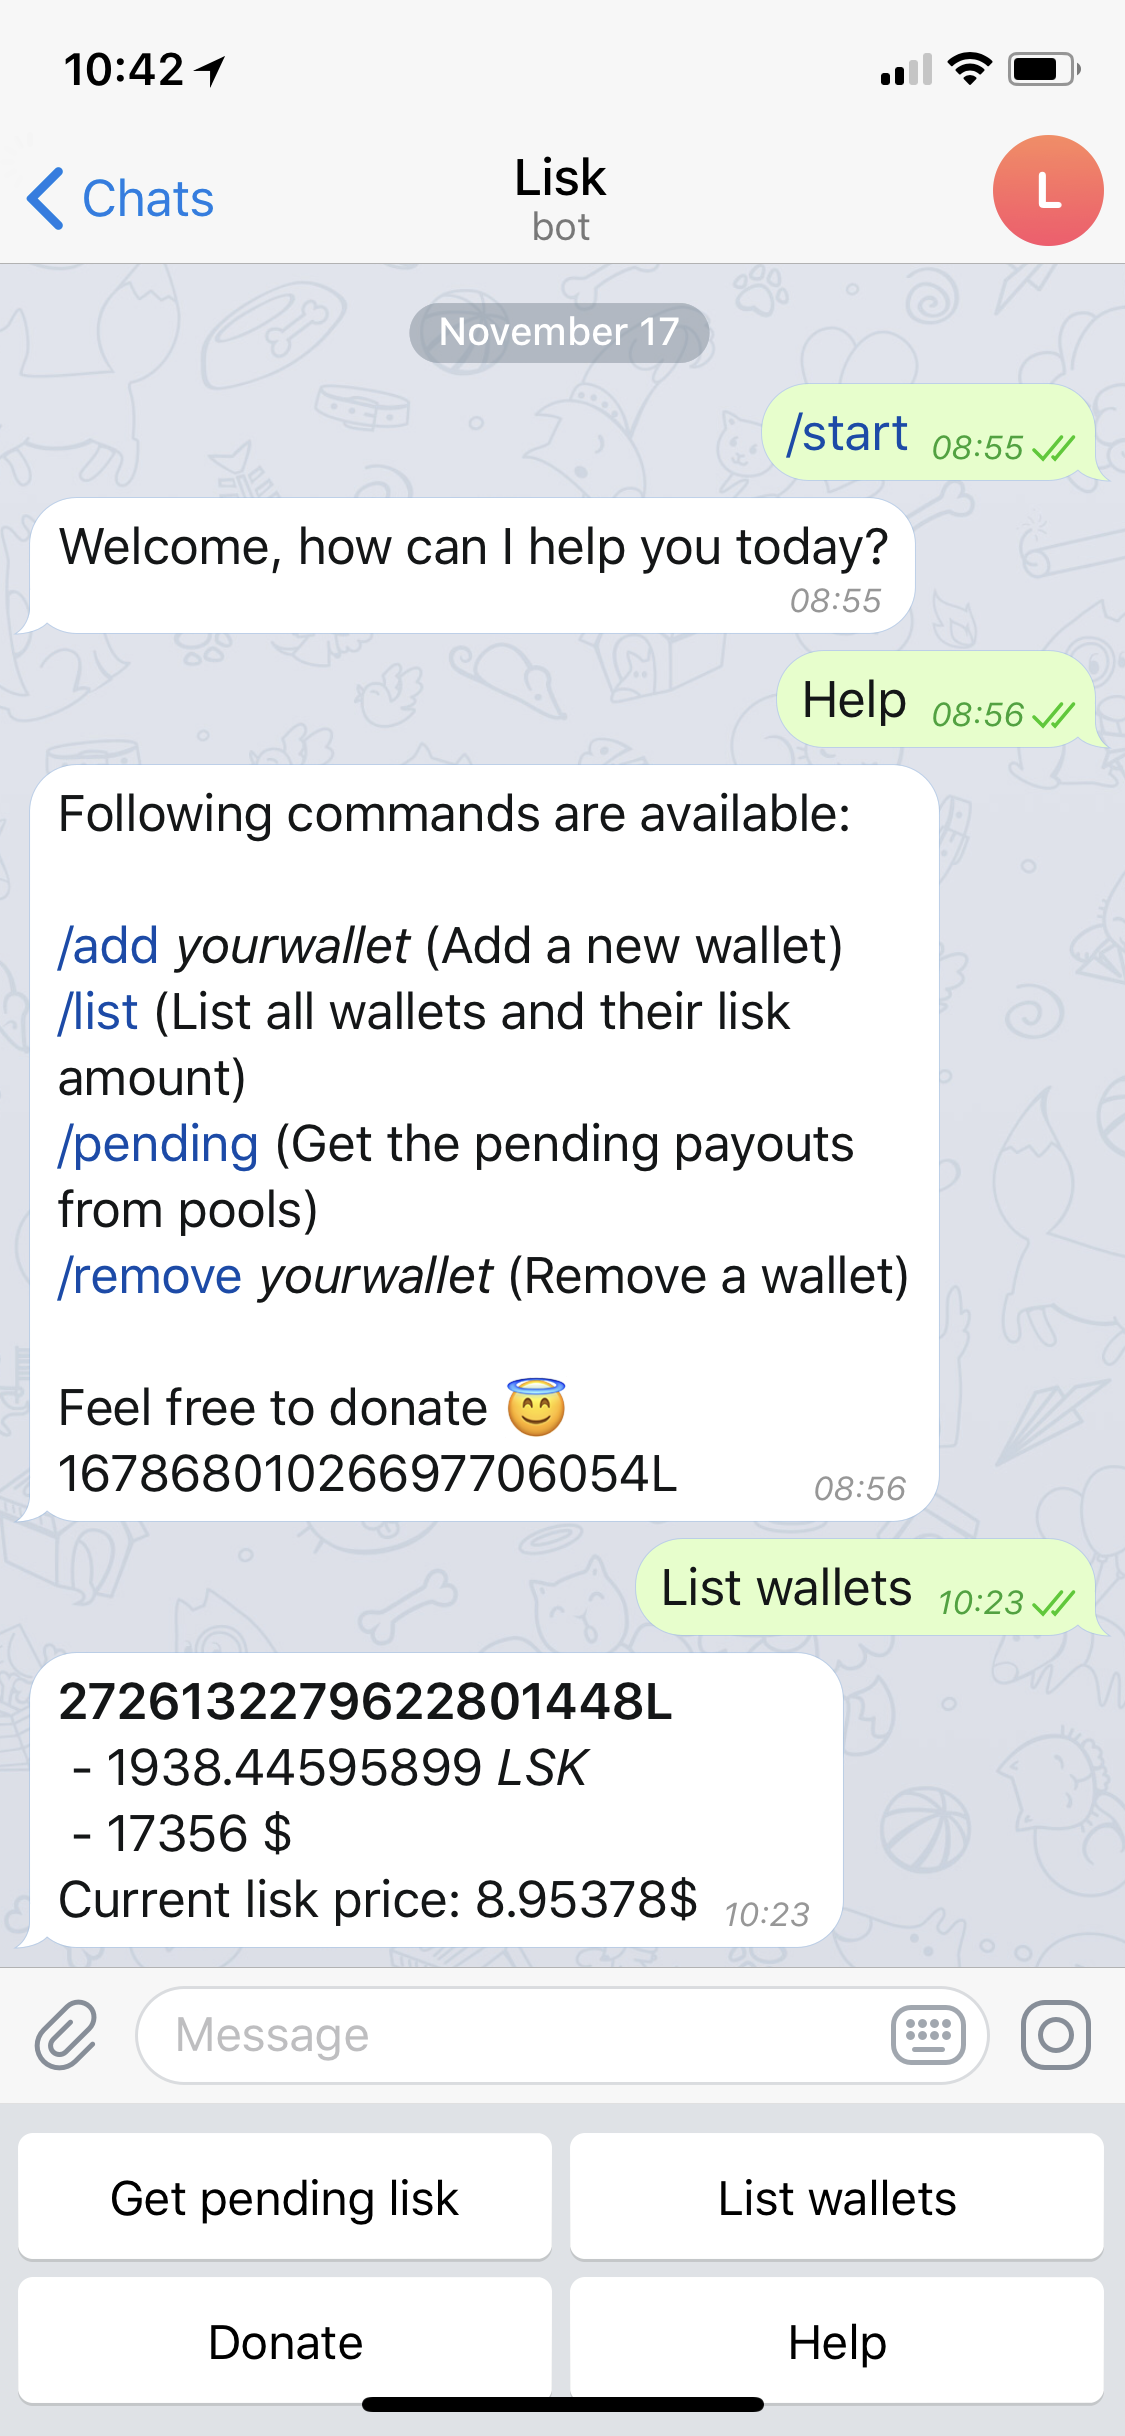 10:42
Chats
Lisk
bot
L
November 17
/start 08:55
Welcome, how can I help you today?
08:55
Help 08:56
Following commands are available:
/add yourwallet (Add a new wallet)
/list (List all wallets and their lisk
amount)
/pending (Get the pending payouts
from pools)
/remove yourwallet (Remove a wallet)
Feel free to donate 😇
16786801026697706054L 08:56
List wallets 10:23
2726132279622801448L
- 1938.44595899 LSK
- 17356 $
Current lisk price: 8.95378$ 10:23
Message
Get pending lisk
List wallets
Donate
Help